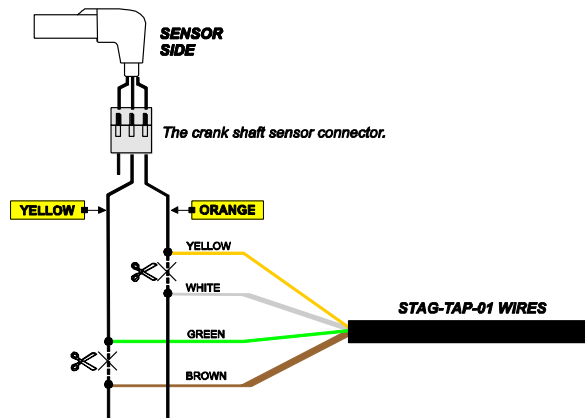 SENSOR
SIDE
The crank shaft sensor connector.
YELLOW
ORANGE
YELLOW
WHITE
STAG-TAP-01 WIRES
GREEN
BROWN